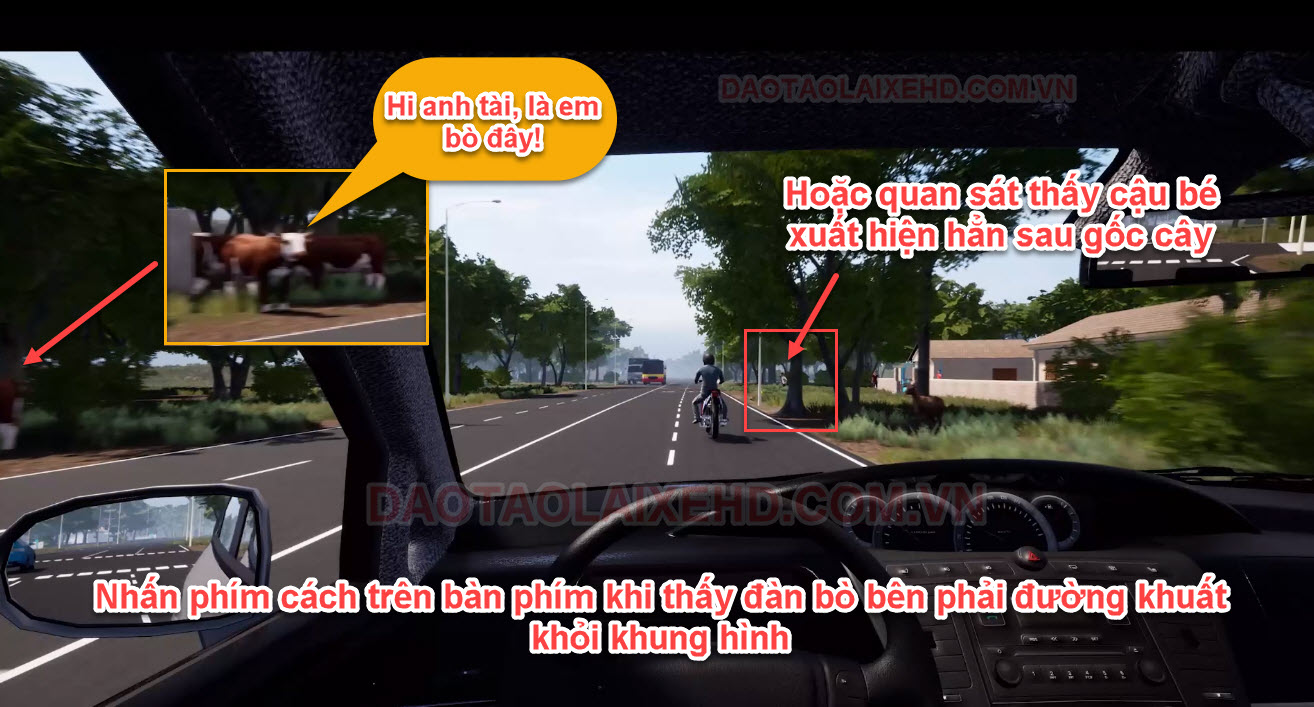 DAOTAOLAIXEHD.COM.VN
Hi anh tài, là em
bò đây!
Hoặc quan sát thấy cậu bé
xuất hiện hẳn sau gốc cây
DAOTAOLAIXEHD.COM.VN
Nhấn phím cách trên bàn phím khi thấy đàn bò bên phải đường khuất
khỏi khung hình